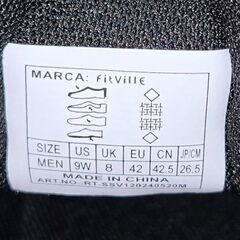 MARCA: FitVille
SIZE US UK EU CN JP/CM
MEN 9W 8 42 42.5 26.5
MADE IN CHINA
ART.NO. RT-SSV120240520M